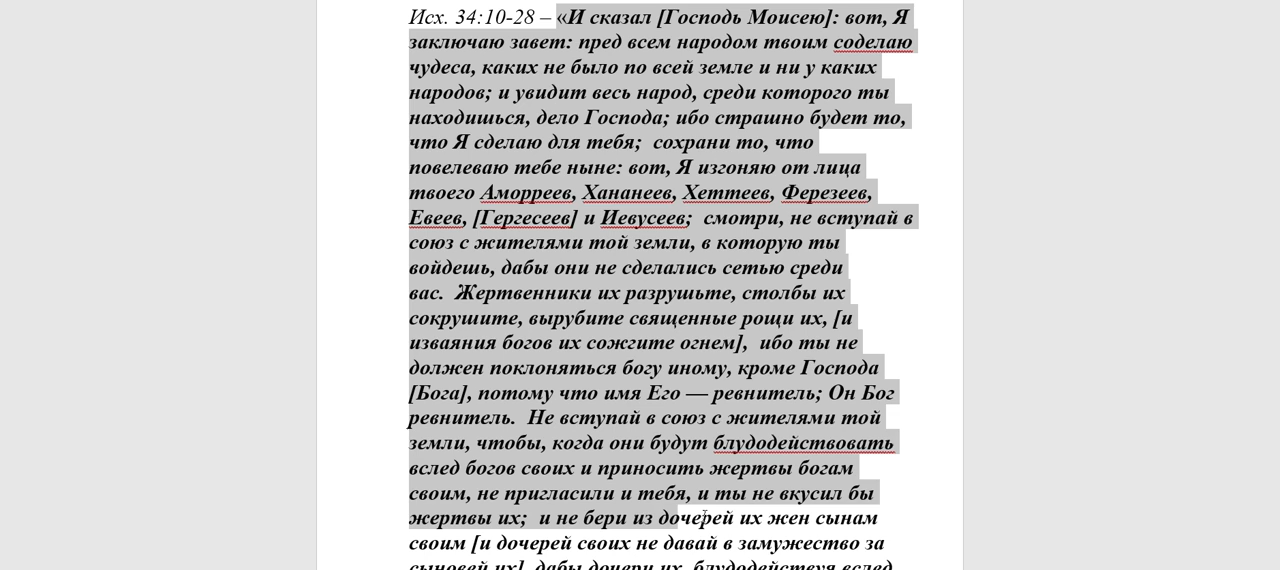 Исх. 34:10-28 – «И сказал [Господь Моисею]: вот, Я
заключаю завет: пред всем народом твоим соделаю
чудеса, каких не было по всей земле и ни у каких
народов; и увидит весь народ, среди которого ты
находишься, дело Господа; ибо страшно будет то,
что Я сделаю для тебя;  сохрани то, что
повелеваю тебе ныне: вот, Я изгоняю от лица
твоего Аморреев, Хананеев, Хеттеев, Ферезеев,
Евеев, [Гергесеев] и Иевусеев;  смотри, не вступай в
союз с жителями той земли, в которую ты
войдешь, дабы они не сделались сетью среди
вас.  Жертвенники их разрушьте, столбы их
сокрушите, вырубите священные рощи их, [и
изваяния богов их сожгите огнем],  ибо ты не
должен поклоняться богу иному, кроме Господа
[Бога], потому что имя Его — ревнитель; Он Бог
ревнитель.  Не вступай в союз с жителями той
земли, чтобы, когда они будут блудодействовать
вслед богов своих и приносить жертвы богам
своим, не пригласили и тебя, и ты не вкусил бы
жертвы их;  и не бери из дочерей их жен сынам
своим [и дочерей своих не давай в замужество за
сыновей их], дабы дочери их, блудодействуя вслед